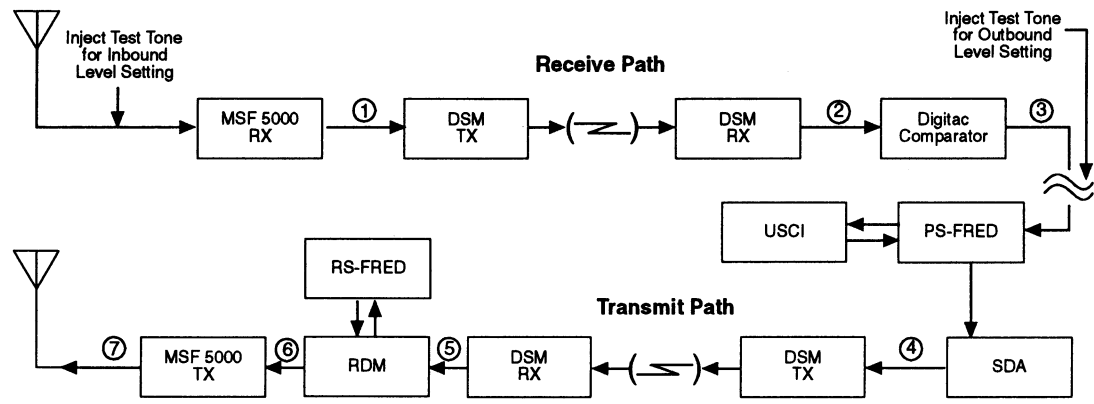 Inject Test Tone
for Inbound
Level Setting
Receive Path
Inject Test Tone
for Outbound
Level Setting
MSF 5000
RX
①
DSM
TX
DSM
RX
②
Digitac
Comparator
③
USCI
PS-FRED
RS-FRED
Transmit Path
⑦
MSF 5000
TX
⑥
RDM
⑤
DSM
RX
DSM
TX
④
SDA